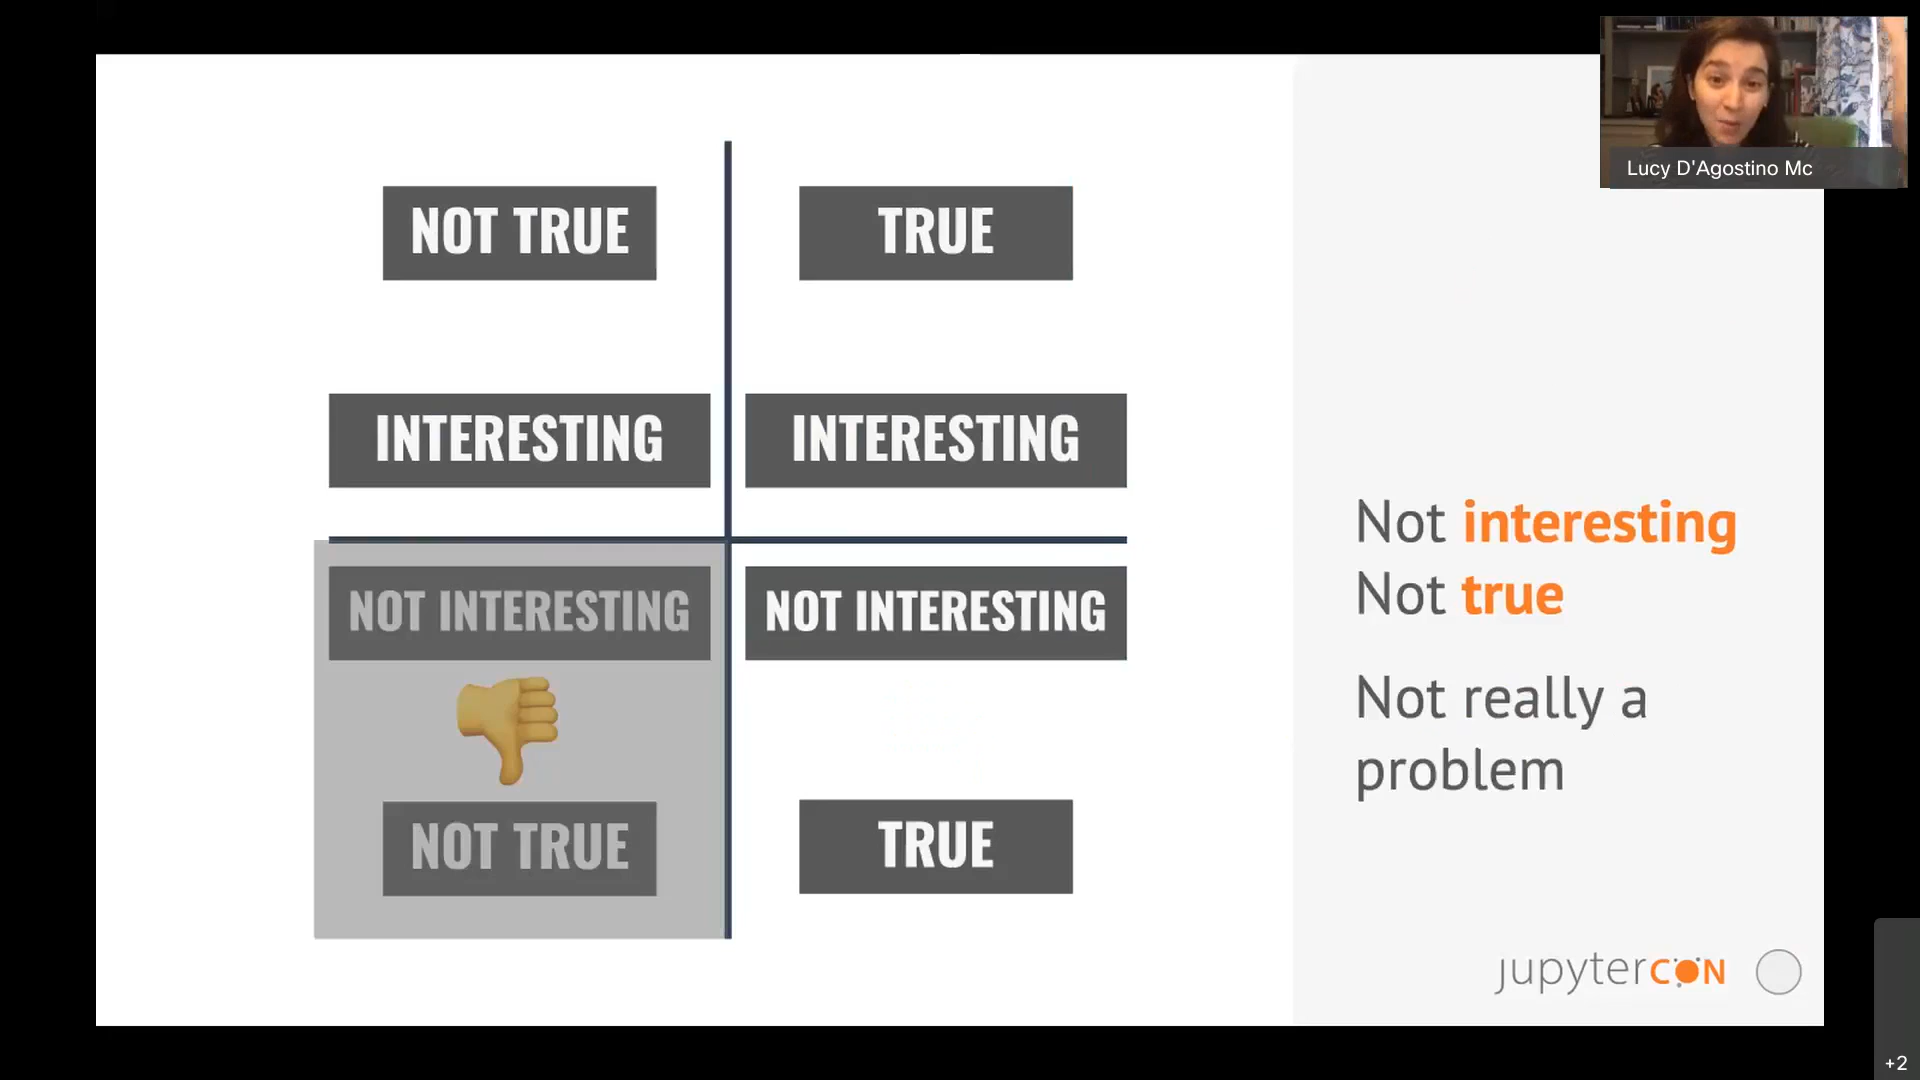 Lucy D'Agostino Mc
NOT TRUE
TRUE
INTERESTING
INTERESTING
NOT INTERESTING
NOT INTERESTING
NOT TRUE
TRUE
Not interesting
Not true
Not really a
problem
jupytercon
+2